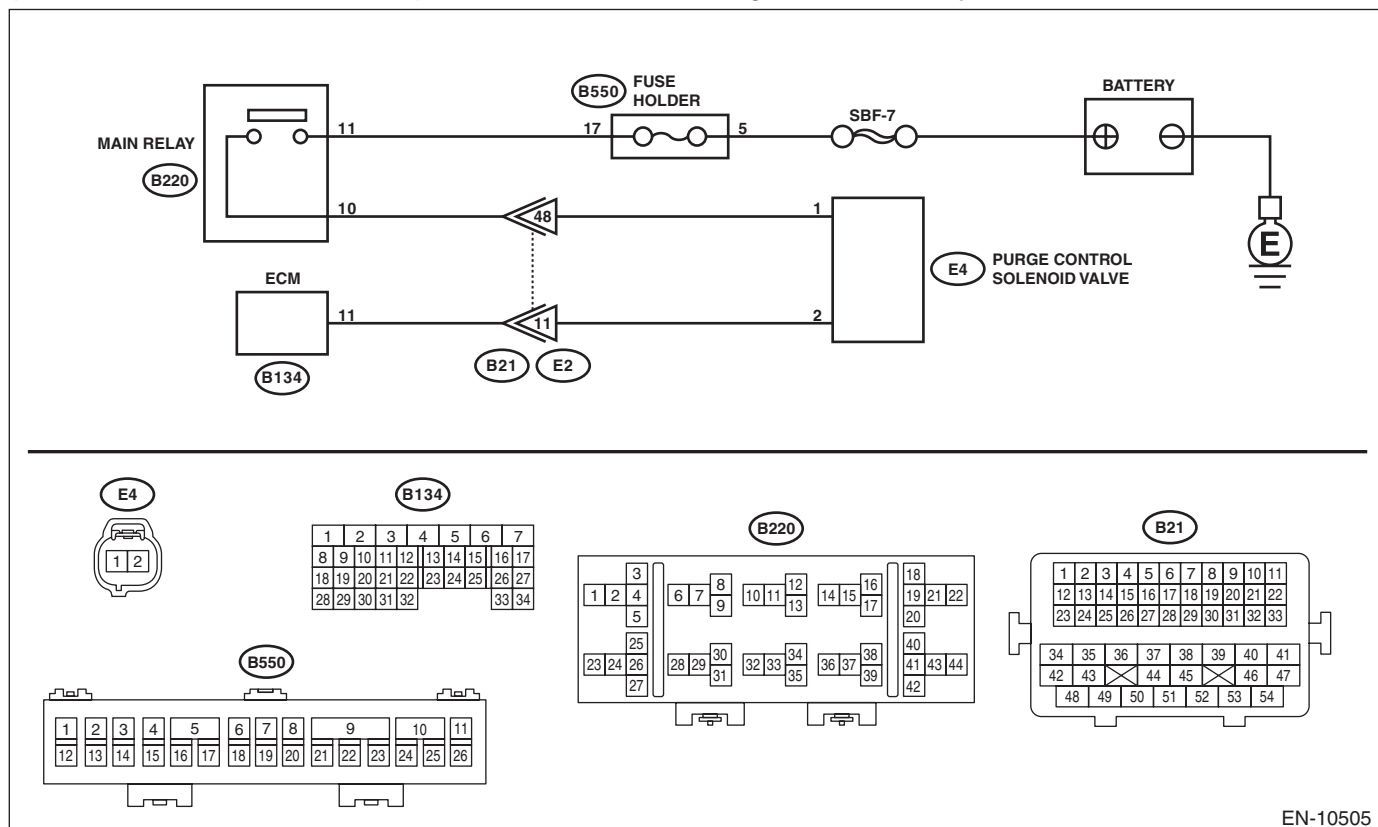 B550 FUSE HOLDER
BATTERY
SBF-7
MAIN RELAY
B220
11 17 5
10 48 1
E4 PURGE CONTROL SOLENOID VALVE
E
ECM
11 11 2
B134
B21 E2
E4
1 2
B134
1 2 3 4 5 6 7
8 9 10 11 12 13 14 15 16 17
18 19 20 21 22 23 24 25 26 27
28 29 30 31 32 33 34
B220
3 8 12 16 18
1 2 4 6 7 9 10 11 13 14 15 17 19 21 22
5 20
25 30 34 38 40
23 24 26 28 29 31 32 33 35 36 37 39 41 43 44
27 42
B21
1 2 3 4 5 6 7 8 9 10 11
12 13 14 15 16 17 18 19 20 21 22
23 24 25 26 27 28 29 30 31 32 33
34 35 36 37 38 39 40 41
42 43 44 45 46 47
48 49 50 51 52 53 54
B550
1 2 3 4 5 6 7 8 9 10 11
12 13 14 15 16 17 18 19 20 21 22 23 24 25 26
EN-10505